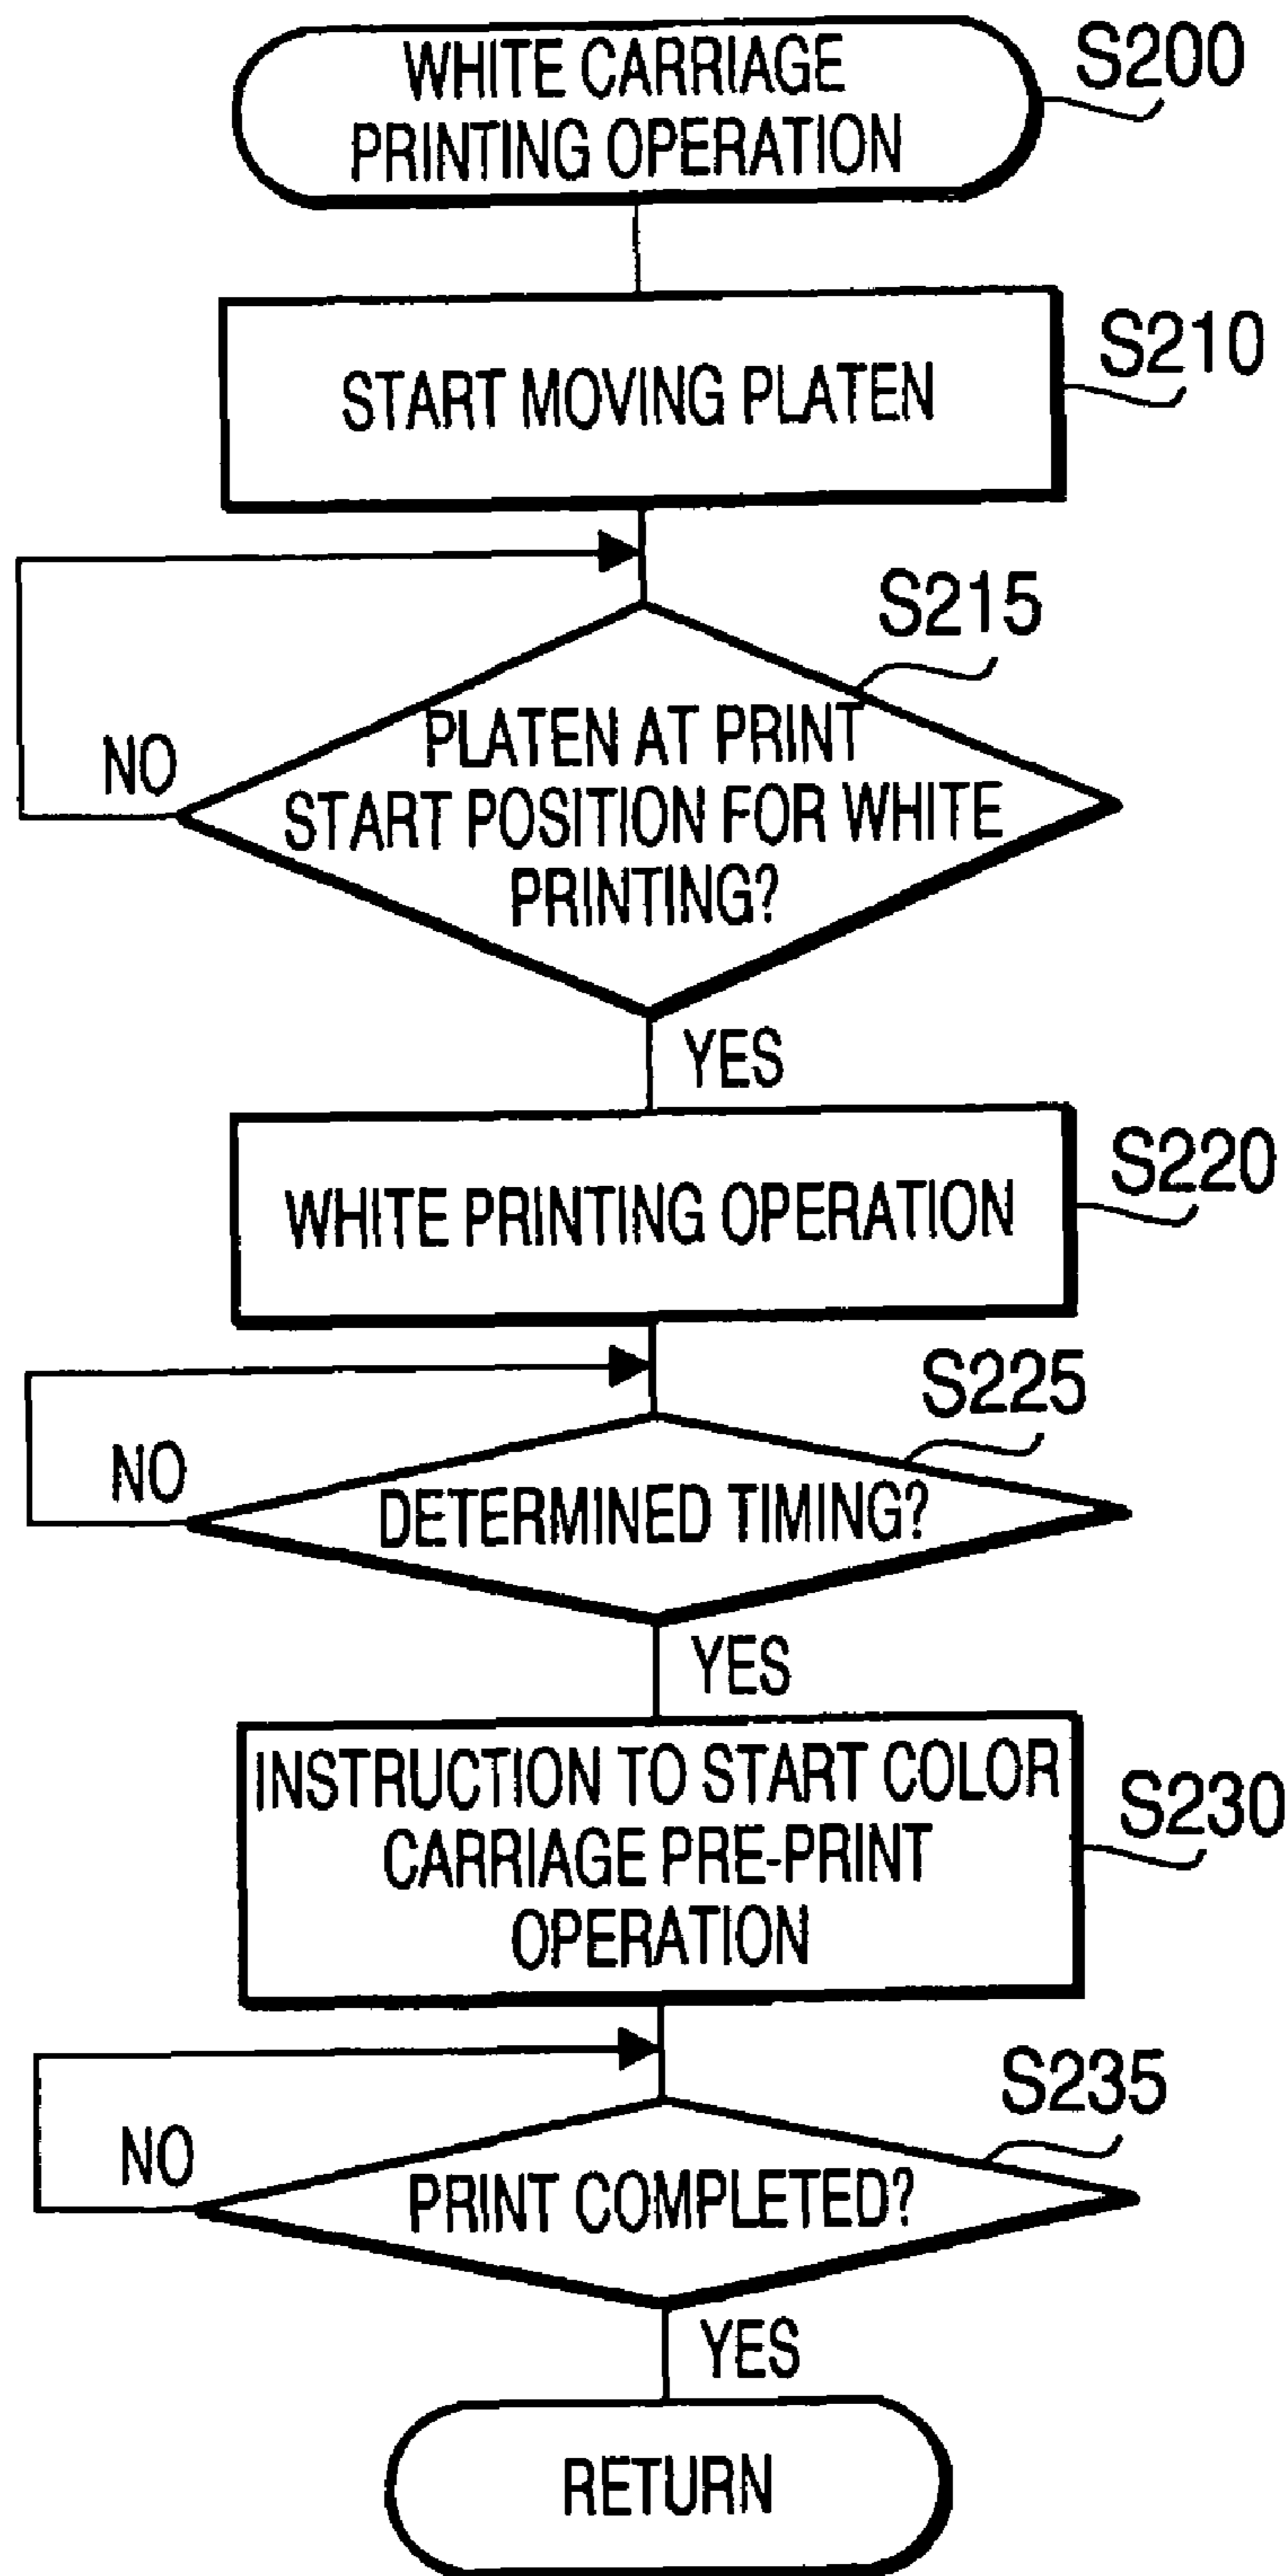 WHITE CARRIAGE
PRINTING OPERATION
S200
START MOVING PLATEN
S210
S215
PLATEN AT PRINT
START POSITION FOR WHITE
PRINTING?
NO
YES
WHITE PRINTING OPERATION
S220
S225
DETERMINED TIMING?
NO
YES
INSTRUCTION TO START COLOR
CARRIAGE PRE-PRINT
OPERATION
S230
S235
PRINT COMPLETED?
NO
YES
RETURN